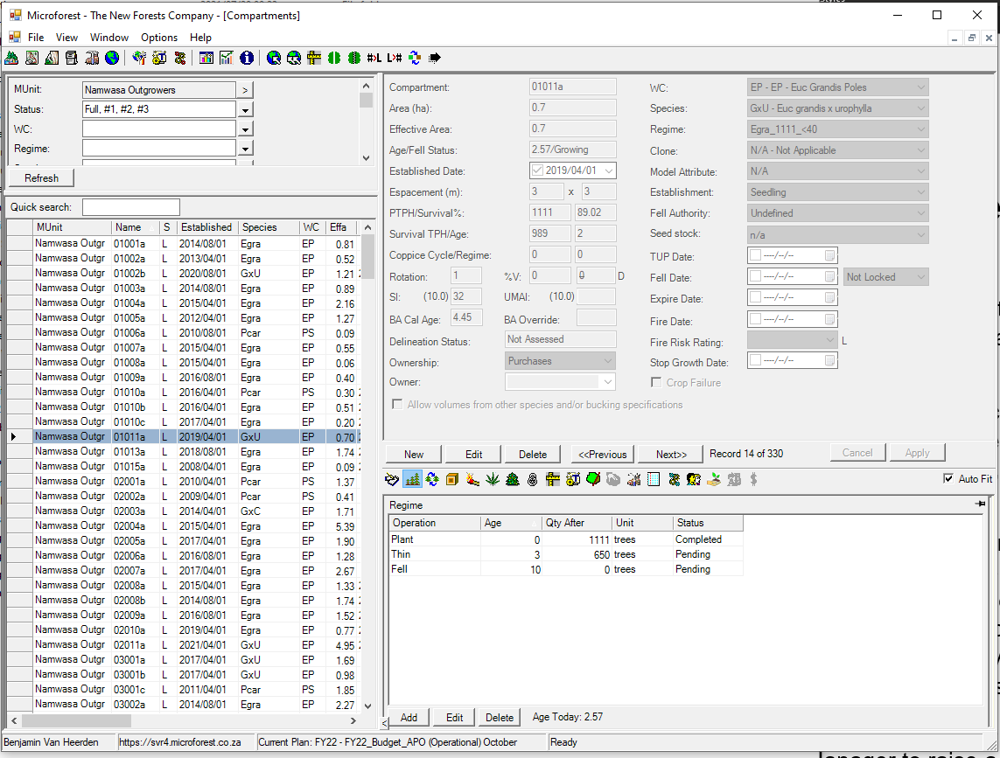 Microforest - The New Forests Company - [Compartments]
File View Window Options Help
MUnit: Namwasa Outgrowers >
Status: Full, #1, #2, #3
WC:
Regime:
Refresh
Quick search:
MUnit Name S Established Species WC Effa
Namwasa Outgr 01001a L 2014/08/01 Egra EP 0.81
Namwasa Outgr 01002a L 2013/04/01 Egra EP 0.52
Namwasa Outgr 01002b L 2020/08/01 GxU EP 1.21
Namwasa Outgr 01003a L 2014/08/01 Egra EP 0.89
Namwasa Outgr 01004a L 2015/04/01 Egra EP 2.16
Namwasa Outgr 01005a L 2012/04/01 Egra EP 1.27
Namwasa Outgr 01006a L 2010/08/01 Pcar PS 0.09
Namwasa Outgr 01007a L 2015/04/01 Egra EP 0.55
Namwasa Outgr 01008a L 2015/04/01 Egra EP 0.06
Namwasa Outgr 01009a L 2016/08/01 Egra EP 0.40
Namwasa Outgr 01010a L 2016/04/01 Pcar PS 0.30
Namwasa Outgr 01010b L 2016/04/01 Egra EP 0.51
Namwasa Outgr 01010c L 2017/04/01 Egra EP 0.20
Namwasa Outgr 01011a L 2019/04/01 GxU EP 0.70
Namwasa Outgr 01013a L 2018/08/01 Egra EP 1.74
Namwasa Outgr 01015a L 2008/04/01 Egra EP 0.09
Namwasa Outgr 02001a L 2010/04/01 Pcar PS 1.37
Namwasa Outgr 02002a L 2009/04/01 Pcar PS 0.41
Namwasa Outgr 02003a L 2014/04/01 GxC EP 1.71
Namwasa Outgr 02004a L 2015/04/01 Egra EP 5.39
Namwasa Outgr 02005a L 2017/04/01 Egra EP 1.90
Namwasa Outgr 02006a L 2016/08/01 Egra EP 1.28
Namwasa Outgr 02007a L 2017/04/01 Egra EP 2.67
Namwasa Outgr 02008a L 2015/04/01 Egra EP 1.33
Namwasa Outgr 02008b L 2014/08/01 Egra EP 1.74
Namwasa Outgr 02009a L 2016/08/01 Egra EP 1.52
Namwasa Outgr 02010a L 2019/04/01 Egra EP 0.77
Namwasa Outgr 02011a L 2021/04/01 GxU EP 4.95
Namwasa Outgr 03001a L 2017/04/01 GxU EP 1.69
Namwasa Outgr 03001b L 2017/04/01 GxU EP 0.98
Namwasa Outgr 03001c L 2011/04/01 Pcar PS 1.85
Namwasa Outgr 03002a L 2014/08/01 Egra EP 2.27
Compartment: 01011a
Area (ha): 0.7
Effective Area: 0.7
Age/Fell Status: 2.57/Growing
Established Date: 2019/04/01
Espacement (m): 3 x 3
PTPH/Survival%: 1111 89.02
Survival TPH/Age: 989 2
Coppice Cycle/Regime: 0 0
Rotation: 1 %V: 0 0 D
SI: (10.0) 32 UMAI: (10.0)
BA Cal Age: 4.45 BA Override:
Delineation Status: Not Assessed
Ownership: Purchases
Owner:
Allow volumes from other species and/or bucking specifications
WC: EP - EP - Euc Grandis Poles
Species: GxU - Euc grandis x urophylla
Regime: Egra_1111_<40
Clone: N/A - Not Applicable
Model Attribute: N/A
Establishment: Seedling
Fell Authority: Undefined
Seed stock: n/a
TUP Date: ----/--/--
Fell Date: ----/--/-- Not Locked
Expire Date: ----/--/--
Fire Date: ----/--/--
Fire Risk Rating: L
Stop Growth Date: ----/--/--
Crop Failure
New Edit Delete <<Previous Next>> Record 14 of 330 Cancel Apply
Auto Fit
Regime
Operation Age Qty After Unit Status
Plant 0 1111 trees Completed
Thin 3 650 trees Pending
Fell 10 0 trees Pending
Add Edit Delete Age Today: 2.57
Benjamin Van Heerden https://svr4.microforest.co.za Current Plan: FY22 - FY22_Budget_APO (Operational) October Ready